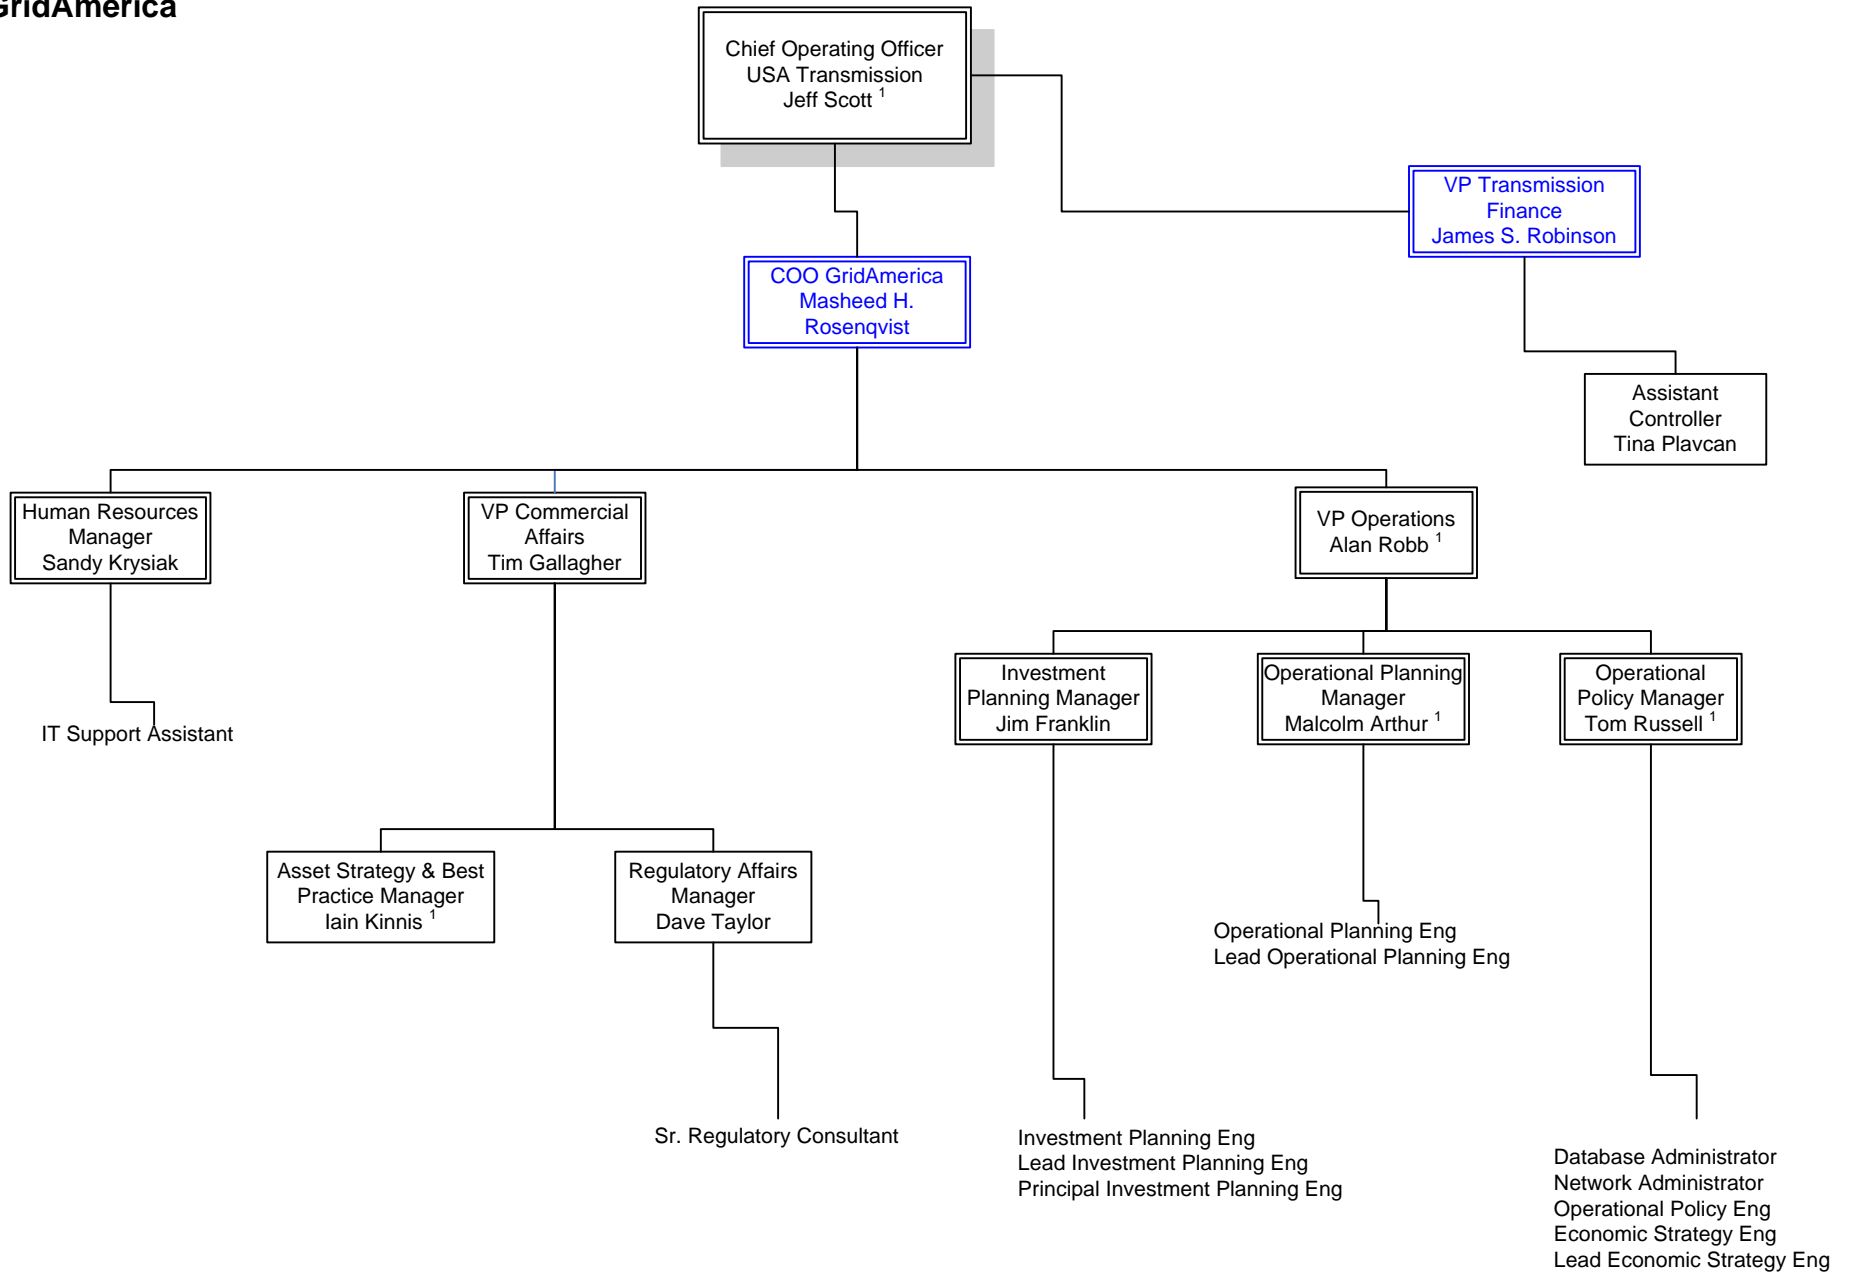 GridAmerica
Chief Operating Officer
USA Transmission
Jeff Scott 1
VP Transmission
Finance
James S. Robinson
COO GridAmerica
Masheed H.
Rosenqvist
Assistant
Controller
Tina Plavcan
Human Resources
Manager
Sandy Krysiak
VP Commercial
Affairs
Tim Gallagher
VP Operations
Alan Robb 1
Investment
Planning Manager
Jim Franklin
Operational Planning
Manager
Malcolm Arthur 1
Operational
Policy Manager
Tom Russell 1
IT Support Assistant
Asset Strategy & Best
Practice Manager
Iain Kinnis 1
Regulatory Affairs
Manager
Dave Taylor
Operational Planning Eng
Lead Operational Planning Eng
Sr. Regulatory Consultant
Investment Planning Eng
Lead Investment Planning Eng
Principal Investment Planning Eng
Database Administrator
Network Administrator
Operational Policy Eng
Economic Strategy Eng
Lead Economic Strategy Eng